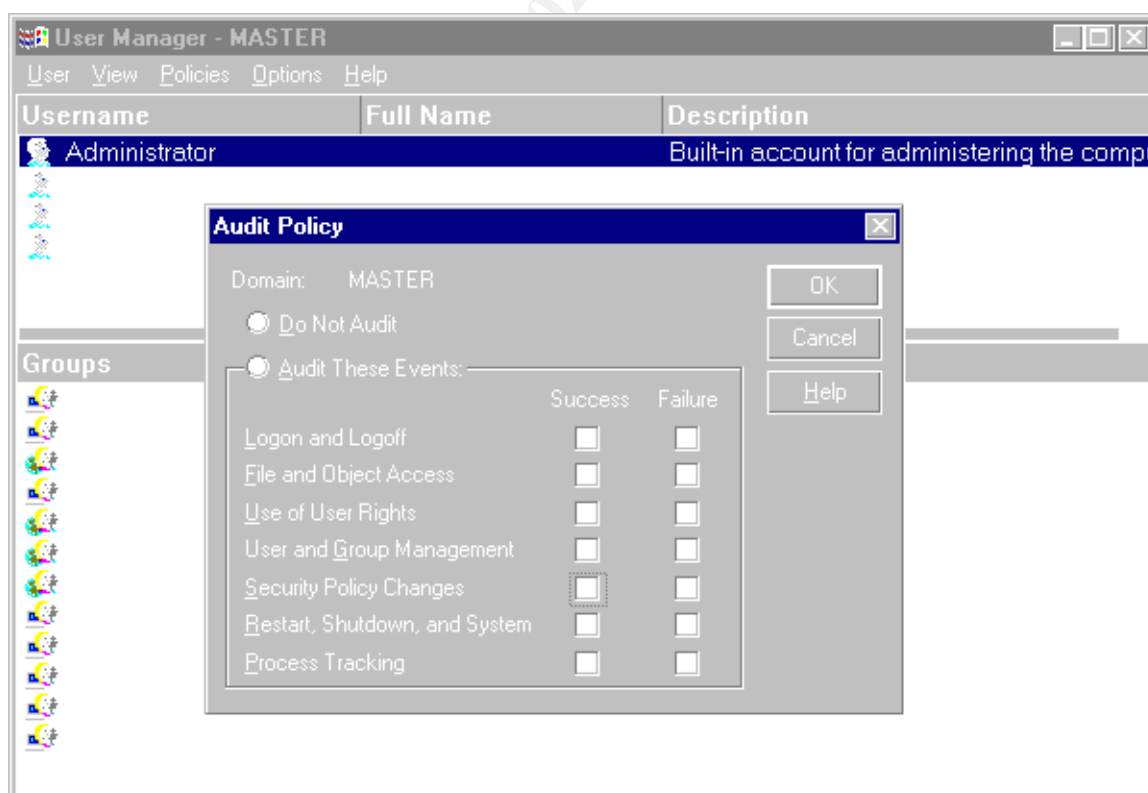 User Manager - MASTER
User View Policies Options Help
Username Full Name Description
Administrator Built-in account for administering the
Audit Policy
Domain: MASTER
OK
Do Not Audit
Cancel
Groups
Audit These Events:
Help
Success Failure
Logon and Logoff
File and Object Access
Use of User Rights
User and Group Management
Security Policy Changes
Restart, Shutdown, and System
Process Tracking